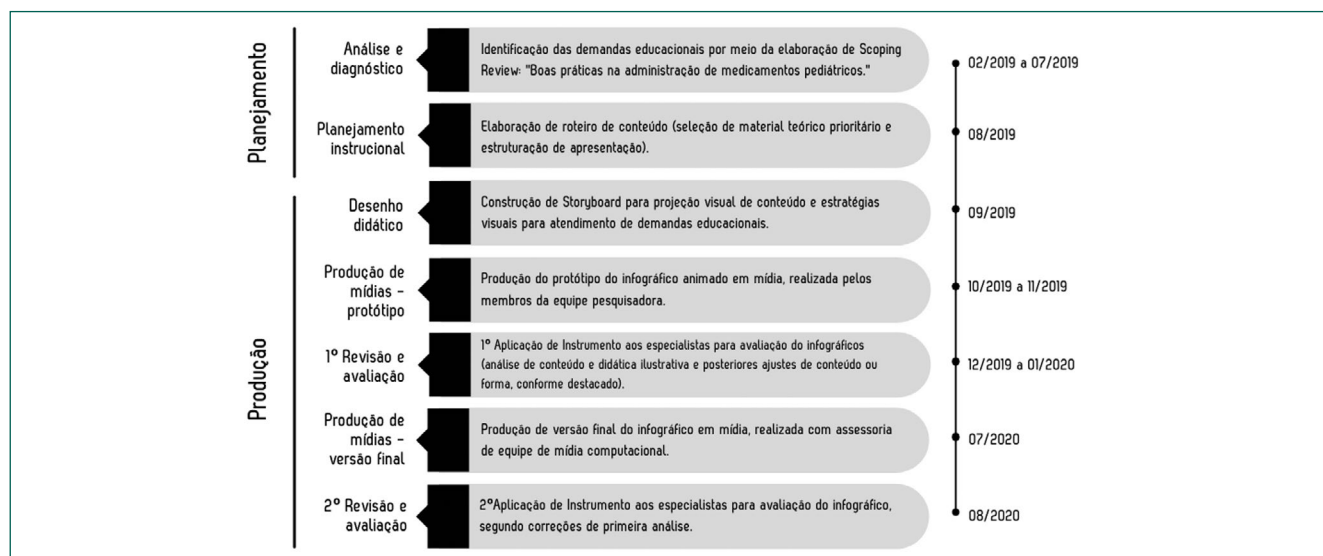 Planejamento
Análise e
diagnóstico
Identificação das demandas educacionais por meio da elaboração de Scoping
Review: "Boas práticas na administração de medicamentos pediátricos."
02/2019 a 07/2019
Planejamento
instrucional
Elaboração de roteiro de conteúdo (seleção de material teórico prioritário e
estruturação de apresentação).
08/2019
Produção
Desenho
didático
Construção de Storyboard para projeção visual de conteúdo e estratégias
visuais para atendimento de demandas educacionais.
09/2019
Produção de
mídias -
protótipo
Produção do protótipo do infográfico animado em mídia, realizada pelos
membros da equipe pesquisadora.
10/2019 a 11/2019
1º Revisão e
avaliação
1º Aplicação de Instrumento aos especialistas para avaliação do infográficos
(análise de conteúdo e didática ilustrativa e posteriores ajustes de conteúdo ou
forma, conforme destacado).
12/2019 a 01/2020
Produção de
mídias -
versão final
Produção de versão final do infográfico em mídia, realizada com assessoria
de equipe de mídia computacional.
07/2020
2º Revisão e
avaliação
2ºAplicação de Instrumento aos especialistas para avaliação do infográfico,
segundo correções de primeira análise.
08/2020